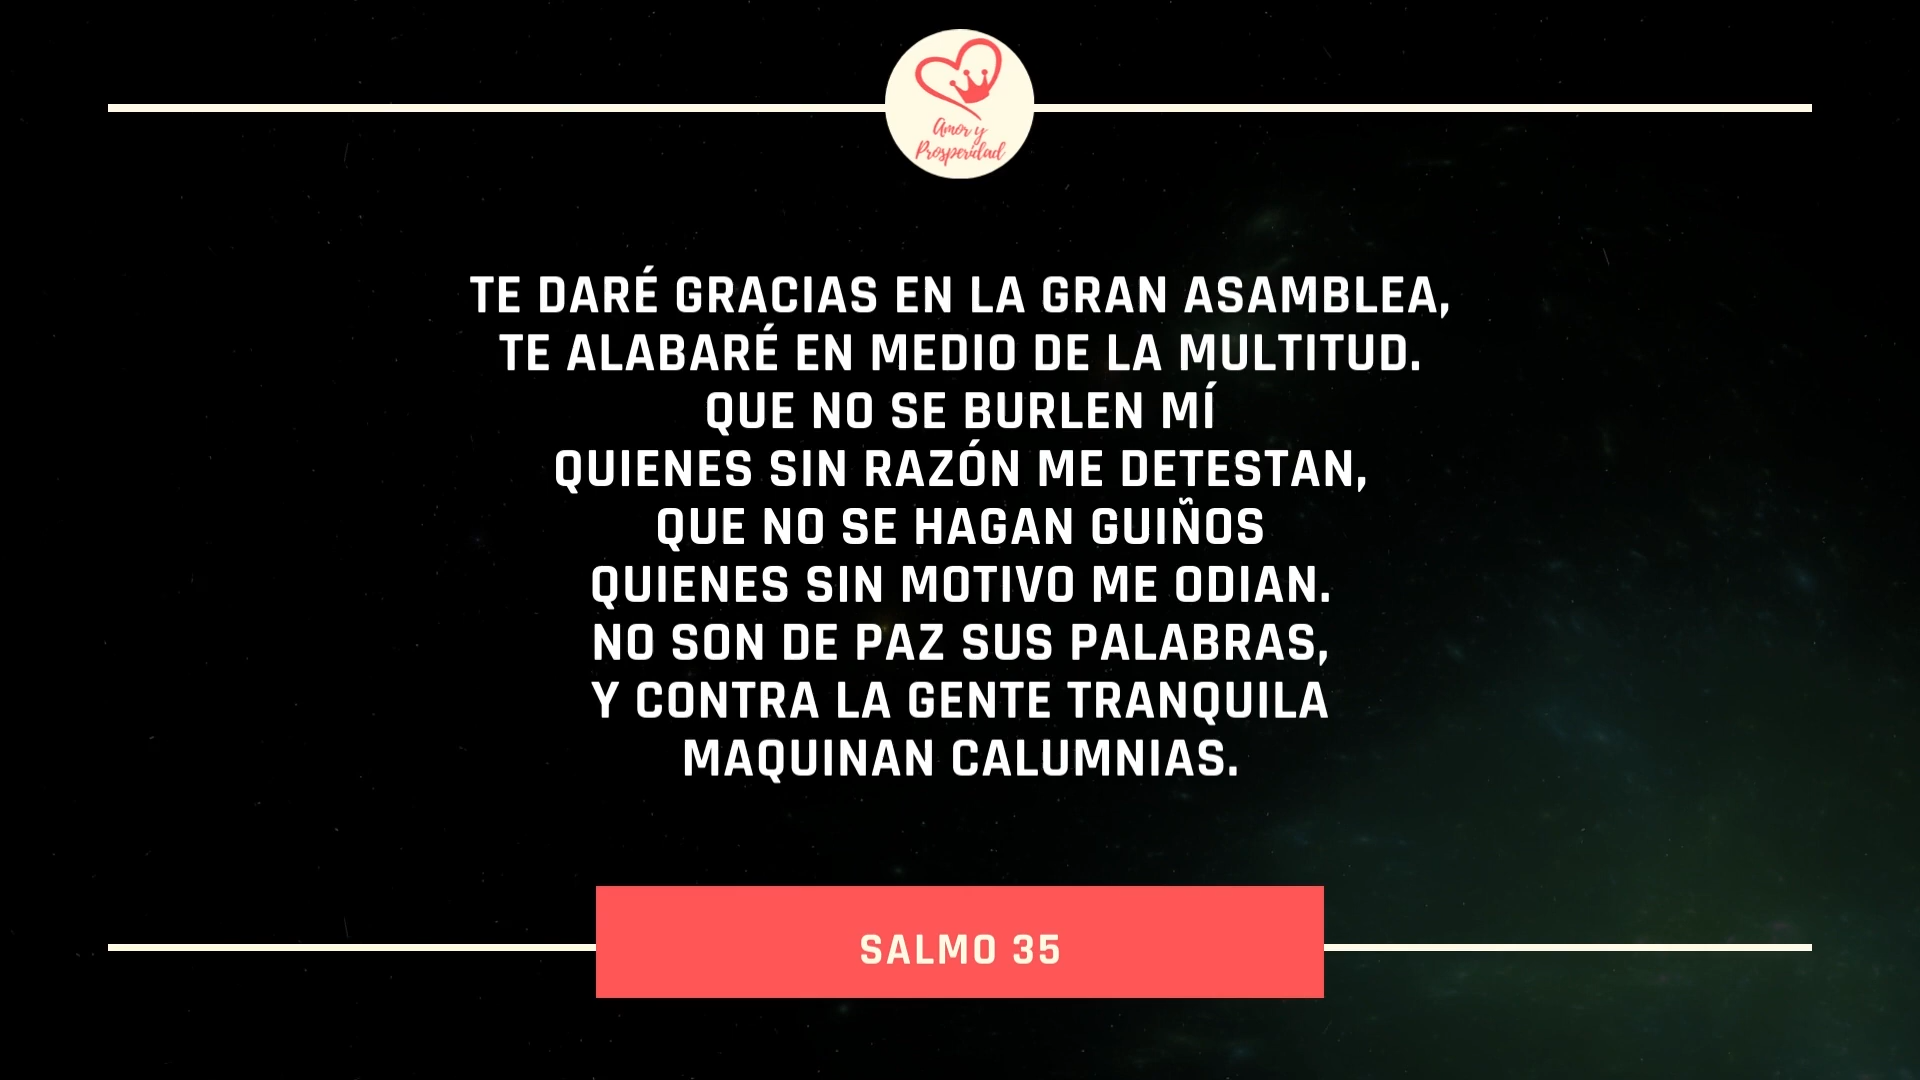 Amor y
Prosperidad
TE DARÉ GRACIAS EN LA GRAN ASAMBLEA,
TE ALABARÉ EN MEDIO DE LA MULTITUD.
QUE NO SE BURLEN MÍ
QUIENES SIN RAZÓN ME DETESTAN,
QUE NO SE HAGAN GUIÑOS
QUIENES SIN MOTIVO ME ODIAN.
NO SON DE PAZ SUS PALABRAS,
Y CONTRA LA GENTE TRANQUILA
MAQUINAN CALUMNIAS.
SALMO 35